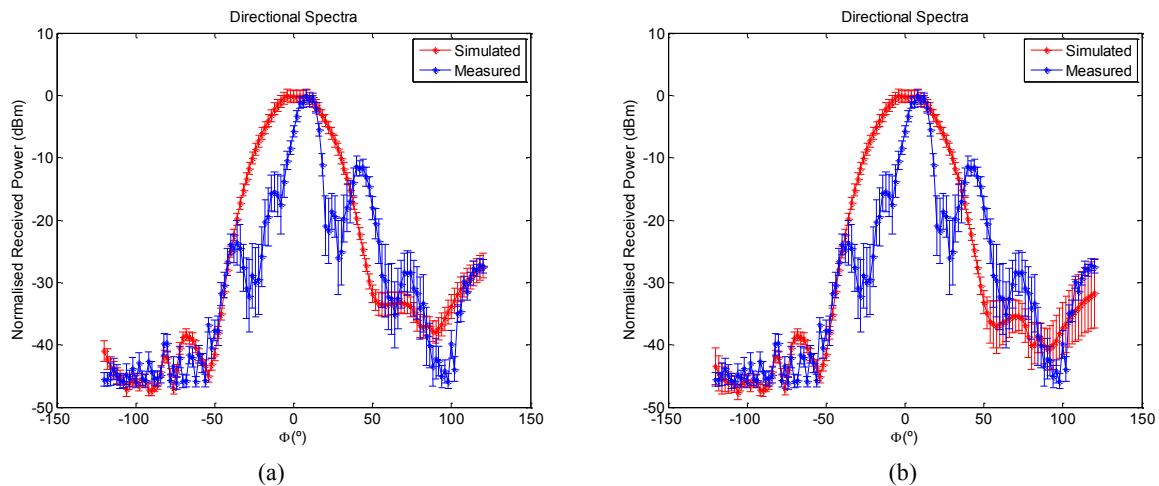 Directional Spectra
10
0
-10
-20
-30
-40
-50
-150
-100
-50
0
50
100
150
Normalised Received Power (dBm)
Φ(º)
Simulated
Measured
(a)
Directional Spectra
10
0
-10
-20
-30
-40
-50
-150
-100
-50
0
50
100
150
Normalised Received Power (dBm)
Φ(º)
Simulated
Measured
(b)